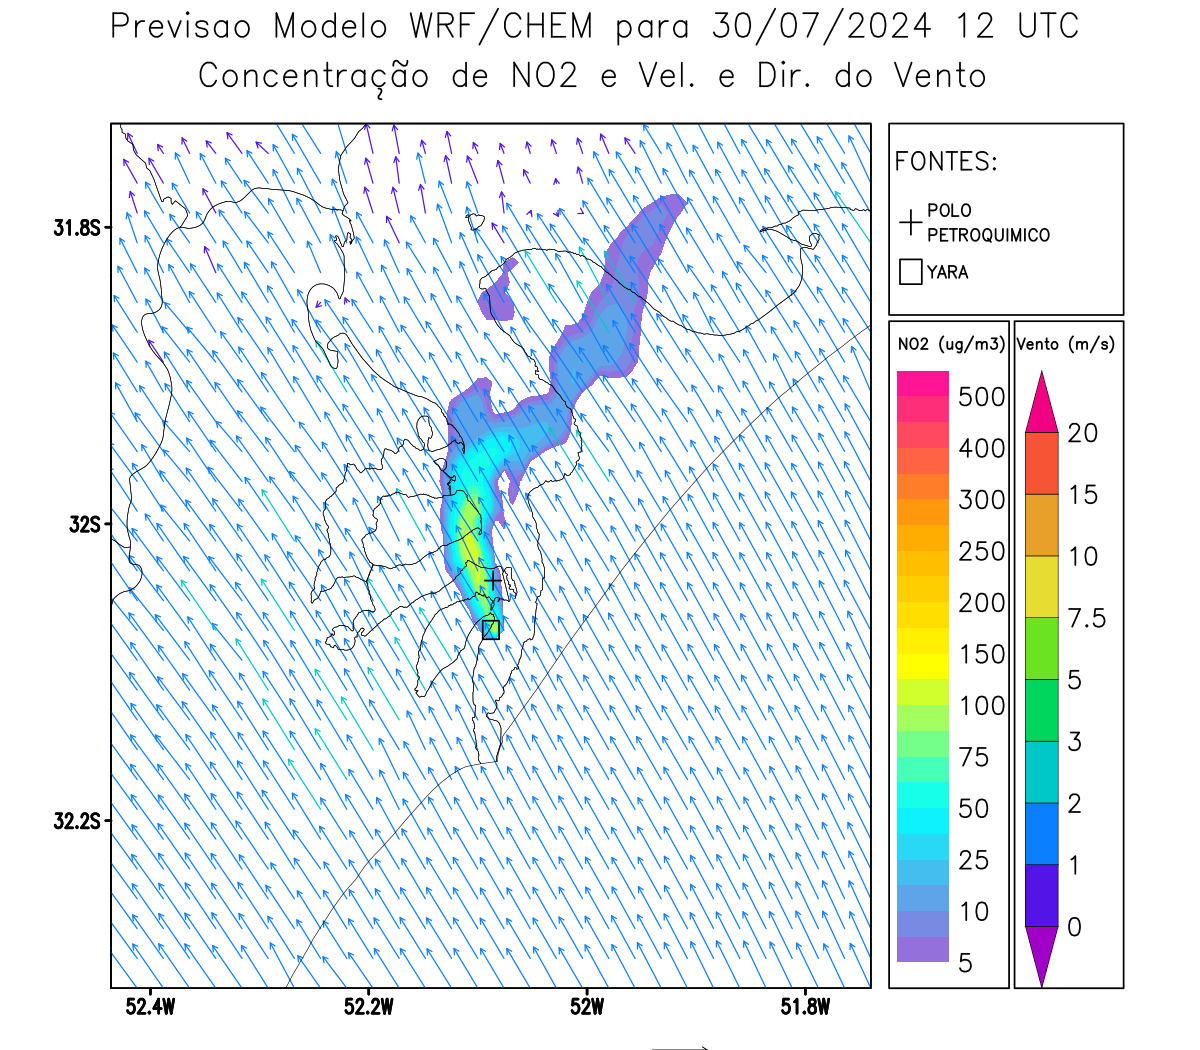 Previsao Modelo WRF/CHEM para 30/07/2024 12 UTC
Concentração de NO2 e Vel. e Dir. do Vento
FONTES:
POLO
PETROQUIMICO
YARA
NO2 (ug/m3)
500
400
300
250
200
150
100
75
50
25
10
5
Vento (m/s)
20
15
10
7.5
5
3
2
1
0
31.8S
32S
32.2S
52.4W
52.2W
52W
51.8W